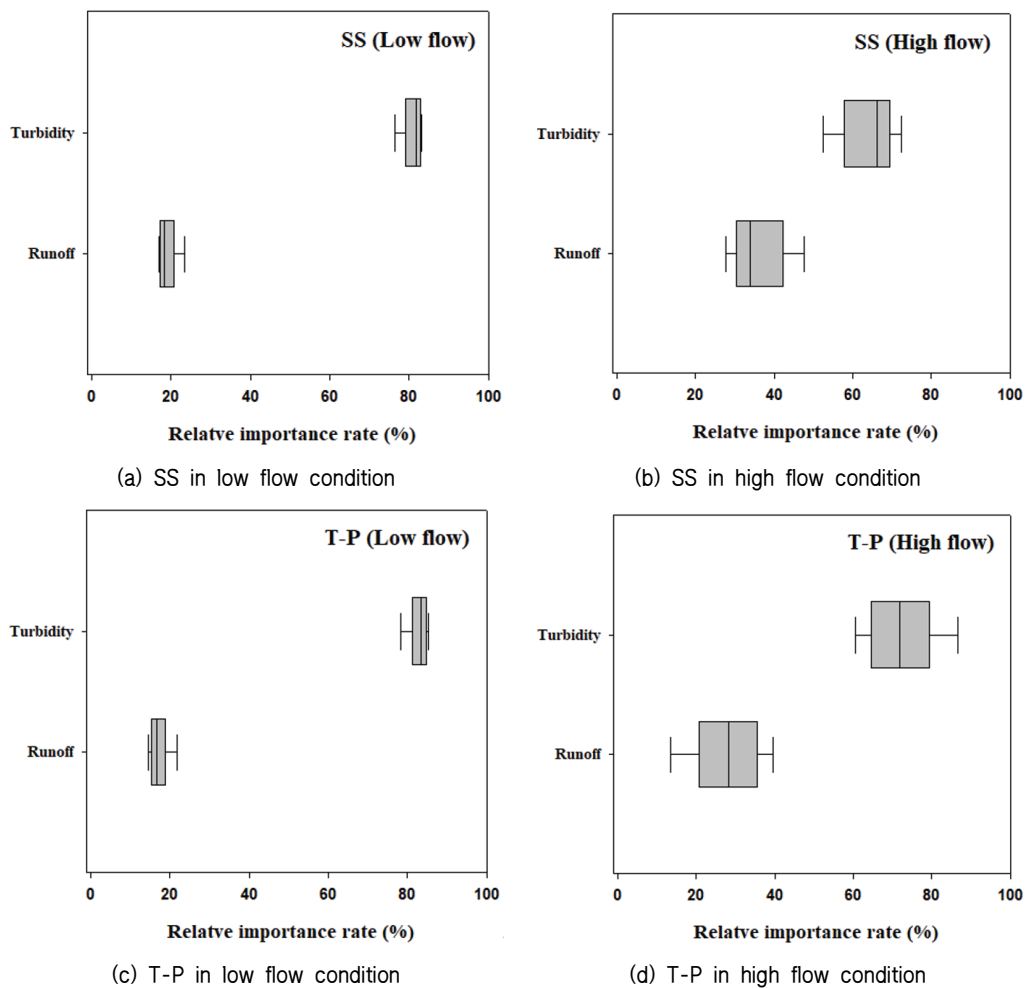 SS (Low flow)
Turbidity
Runoff
0 20 40 60 80 100
Relatve importance rate (%)
(a) SS in low flow condition
SS (High flow)
Turbidity
Runoff
0 20 40 60 80 100
Relatve importance rate (%)
(b) SS in high flow condition
T-P (Low flow)
Turbidity
Runoff
0 20 40 60 80 100
Relatve importance rate (%)
(c) T-P in low flow condition
T-P (High flow)
Turbidity
Runoff
0 20 40 60 80 100
Relatve importance rate (%)
(d) T-P in high flow condition